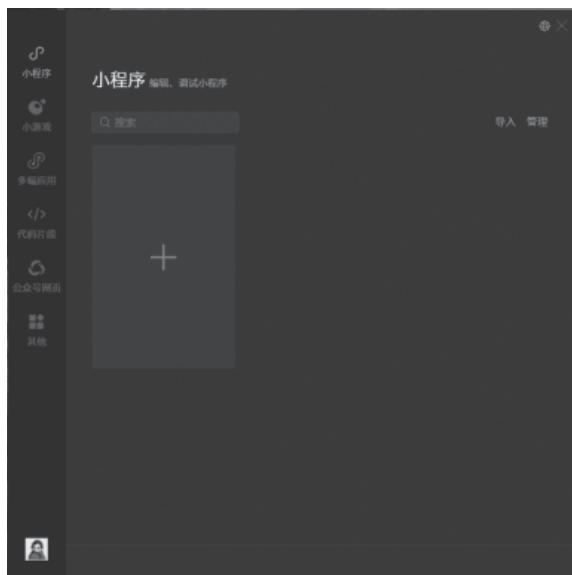 小程序
小游戏
多端应用
代码片段
公众号网页
其他
小程序 编辑、调试小程序
搜索
导入 管理